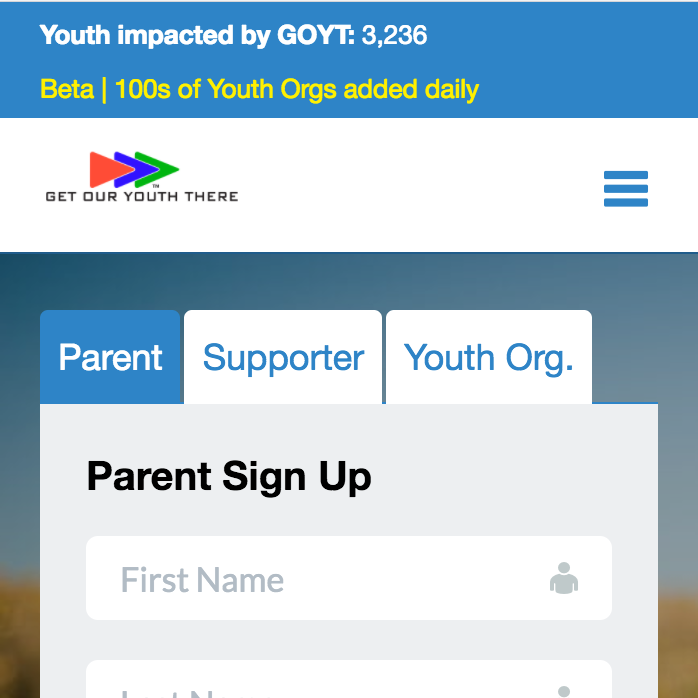 Youth impacted by GOYT: 3,236
Beta | 100s of Youth Orgs added daily
GET OUR YOUTH THERE
TM
Parent
Supporter
Youth Org.
Parent Sign Up
First Name